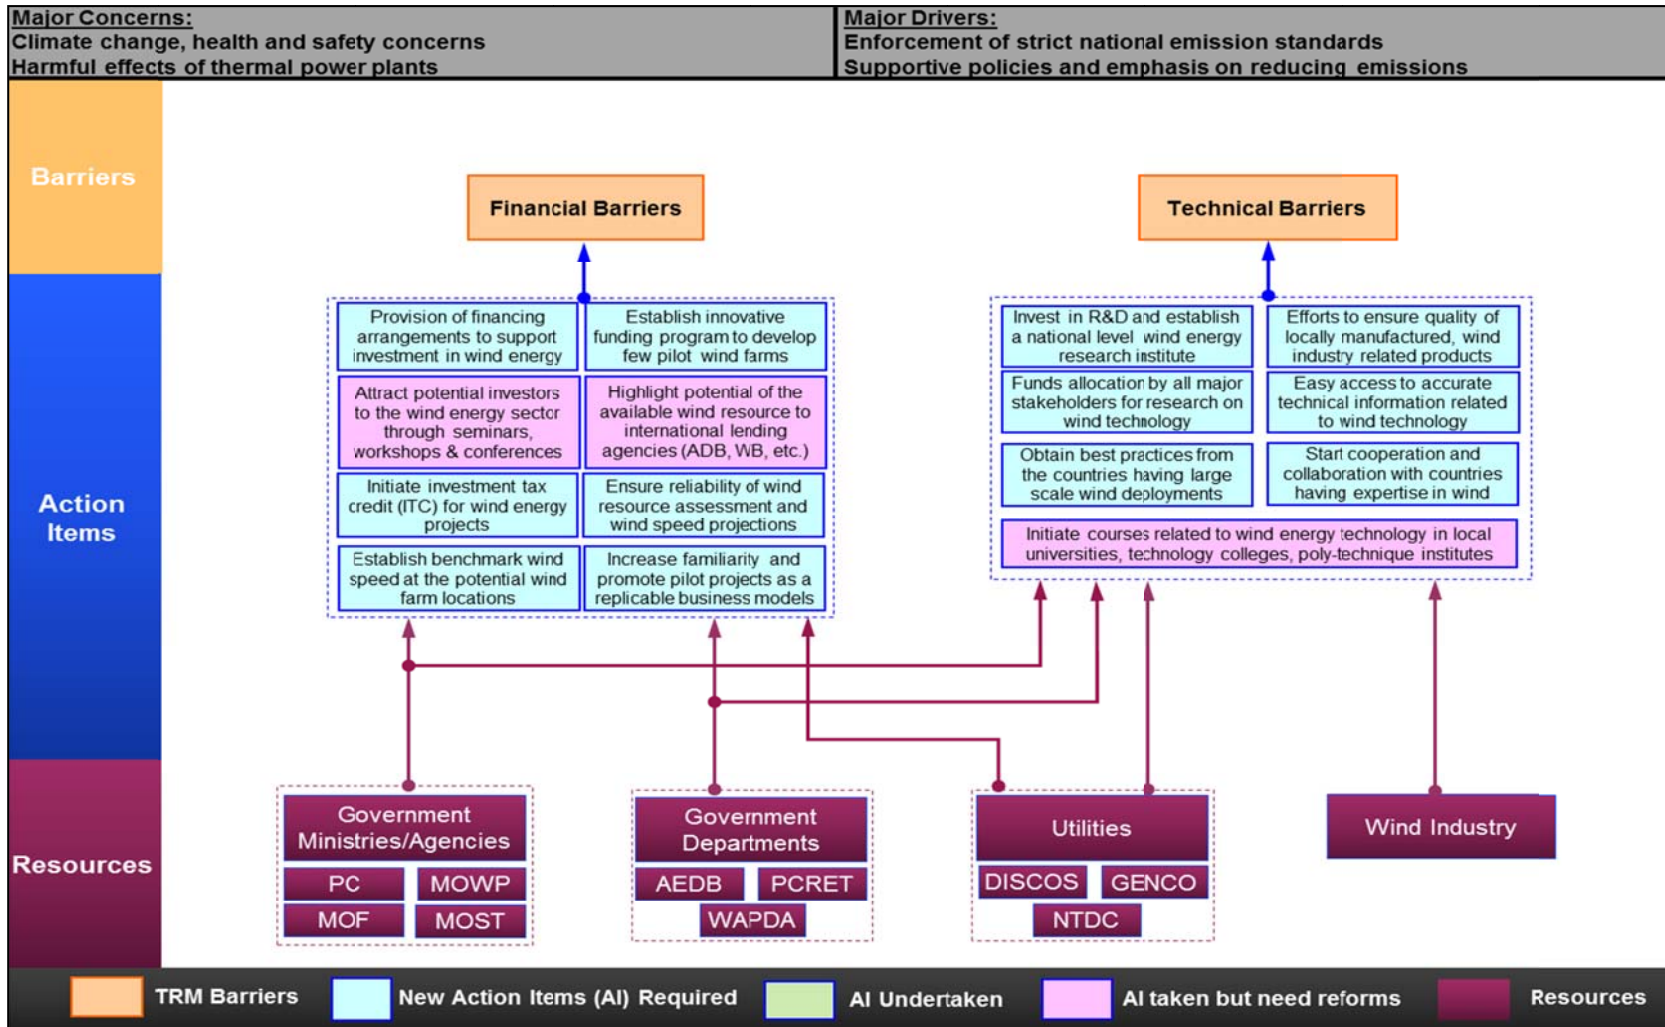 Major Concerns:
Climate change, health and safety concerns
Harmful effects of thermal power plants
Major Drivers:
Enforcement of strict national emission standards
Supportive policies and emphasis on reducing emissions
Barriers
Financial Barriers
Technical Barriers
Action
Items
Provision of financing
arrangements to support
investment in wind energy
Establish innovative
funding program to develop
few pilot wind farms
Attract potential investors
to the wind energy sector
through seminars,
workshops & conferences
Highlight potential of the
available wind resource to
international lending
agencies (ADB, WB, etc.)
Initiate investment tax
credit (ITC) for wind energy
projects
Ensure reliability of wind
resource assessment and
wind speed projections
Establish benchmark wind
speed at the potential wind
farm locations
Increase familiarity and
promote pilot projects as a
replicable business models
Invest in R&D and establish
a national level wind energy
research institute
Efforts to ensure quality of
locally manufactured, wind
industry related products
Funds allocation by all major
stakeholders for research on
wind technology
Easy access to accurate
technical information related
to wind technology
Obtain best practices from
the countries having large
scale wind deployments
Start cooperation and
collaboration with countries
having expertise in wind
Initiate courses related to wind energy technology in local
universities, technology colleges, poly-technique institutes
Resources
Government
Ministries/Agencies
PC
MOWP
MOF
MOST
Government
Departments
AEDB
PCRET
WAPDA
Utilities
DISCOS
GENCO
NTDC
Wind Industry
TRM Barriers
New Action Items (AI) Required
AI Undertaken
AI taken but need reforms
Resources